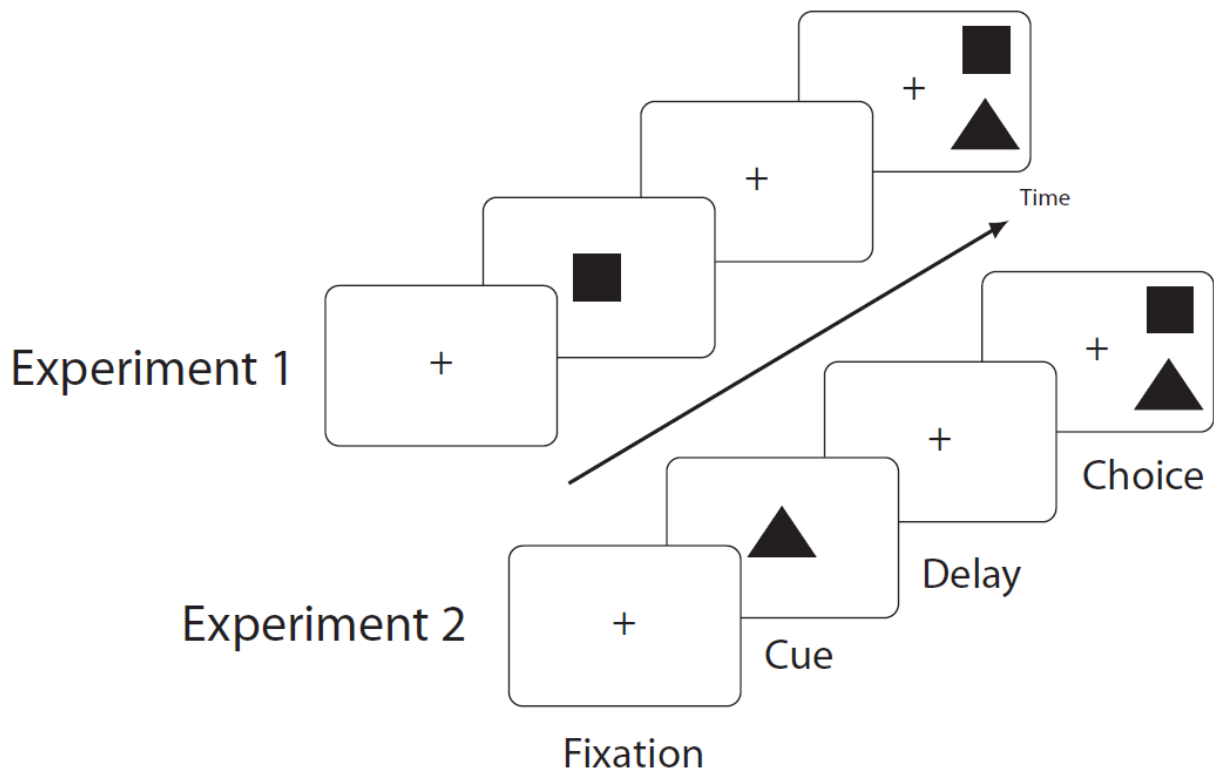 Time
Experiment 1
Choice
Delay
Experiment 2
Cue
Fixation